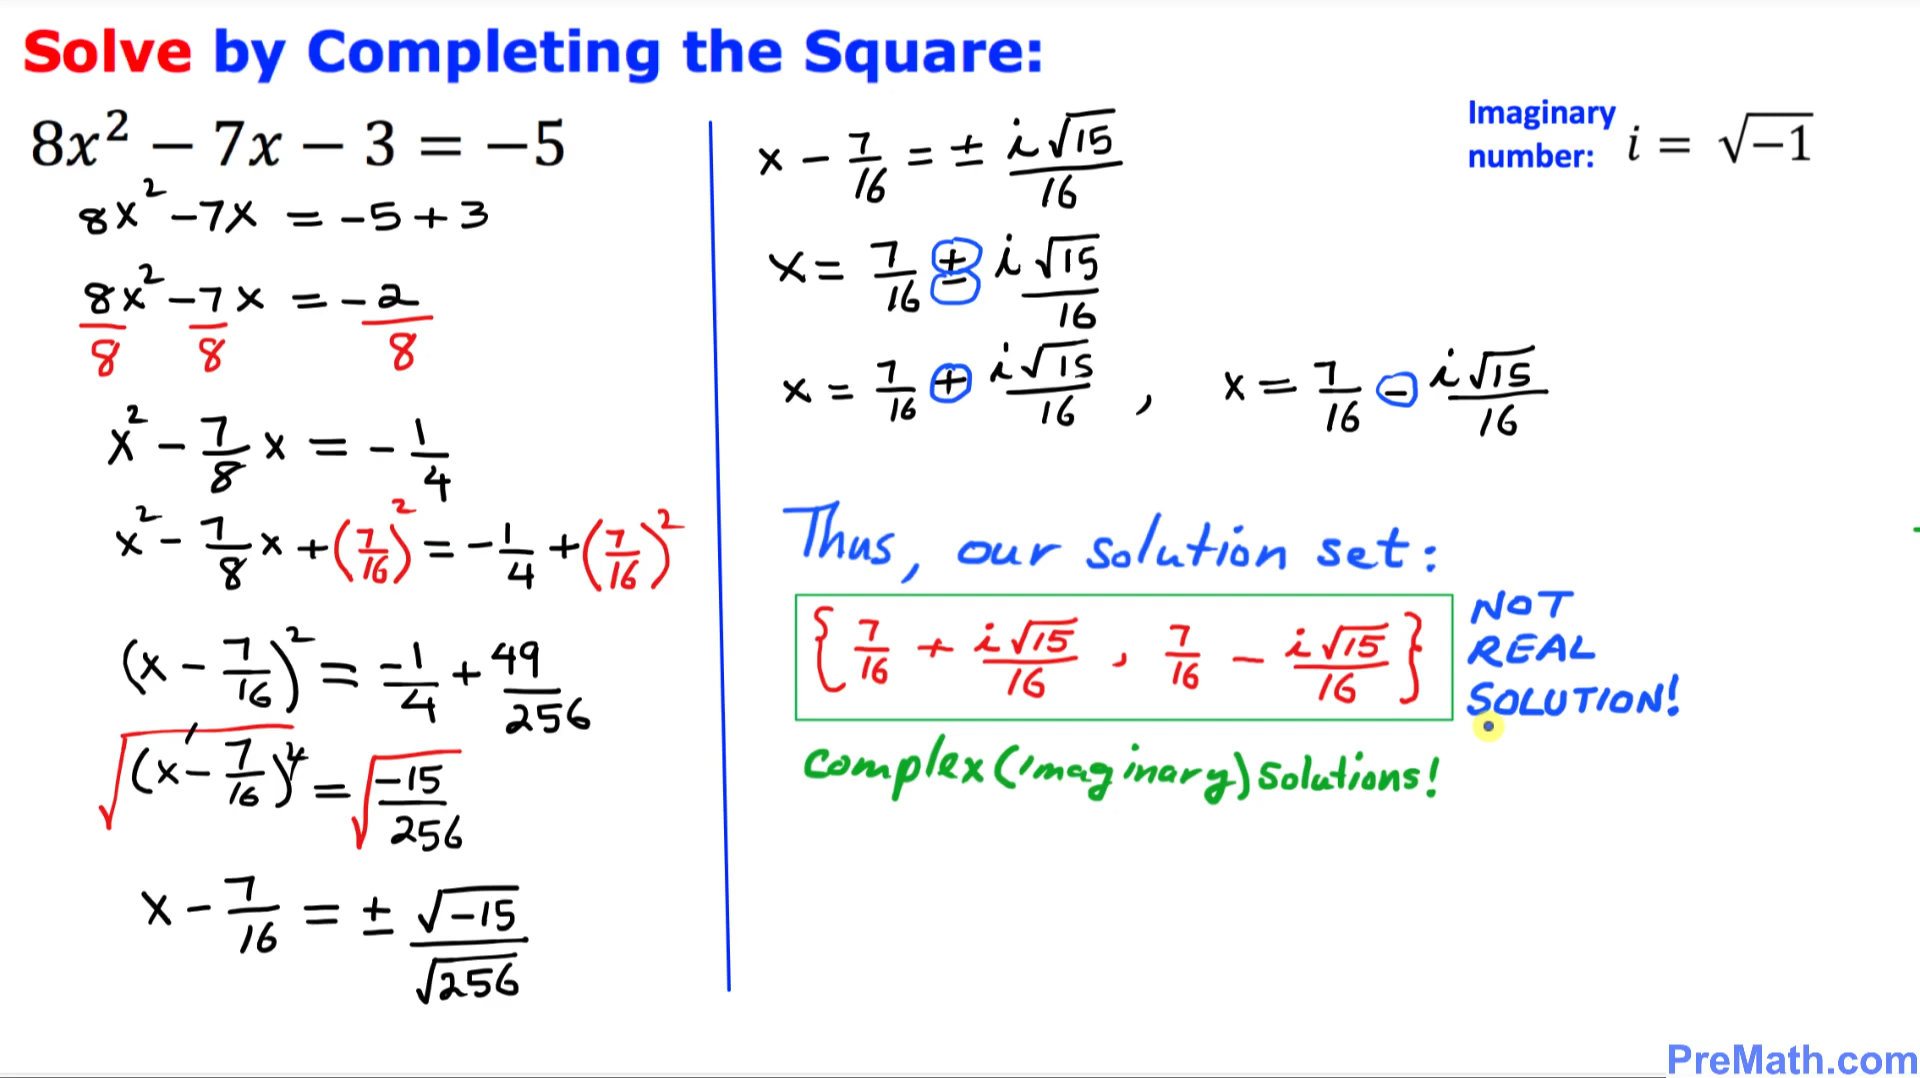 Solve by Completing the Square:
8x² − 7x − 3 = −5
8x² − 7x = −5 + 3
8x² − 7x = −2
8 8 8
x² − 7/8 x = − 1/4
x² − 7/8 x + (7/16)² = − 1/4 + (7/16)²
(x − 7/16)² = −1/4 + 49/256
√(x − 7/16)² = √−15/256
x − 7/16 = ± √−15/√256
x − 7/16 = ± i√15/16
x = 7/16 ± i√15/16
x = 7/16 + i√15/16 , x = 7/16 − i√15/16
Thus, our solution set:
{7/16 + i√15/16 , 7/16 − i√15/16}
complex (imaginary) solutions!
Imaginary
number: i = √−1
NOT
REAL
SOLUTION!
PreMath.com